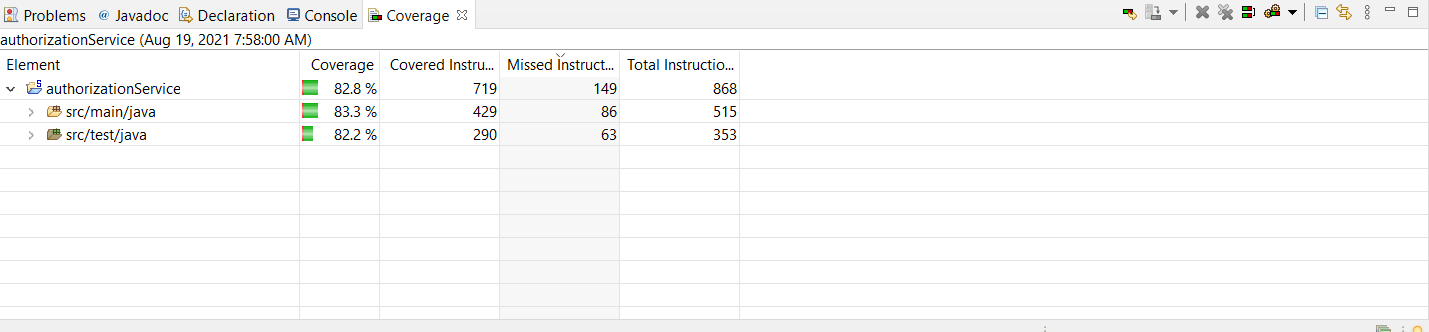 Problems @ Javadoc Declaration Console Coverage
authorizationService (Aug 19, 2021 7:58:00 AM)
Element Coverage Covered Instru... Missed Instruct... Total Instructio...
authorizationService 82.8 % 719 149 868
src/main/java 83.3 % 429 86 515
src/test/java 82.2 % 290 63 353